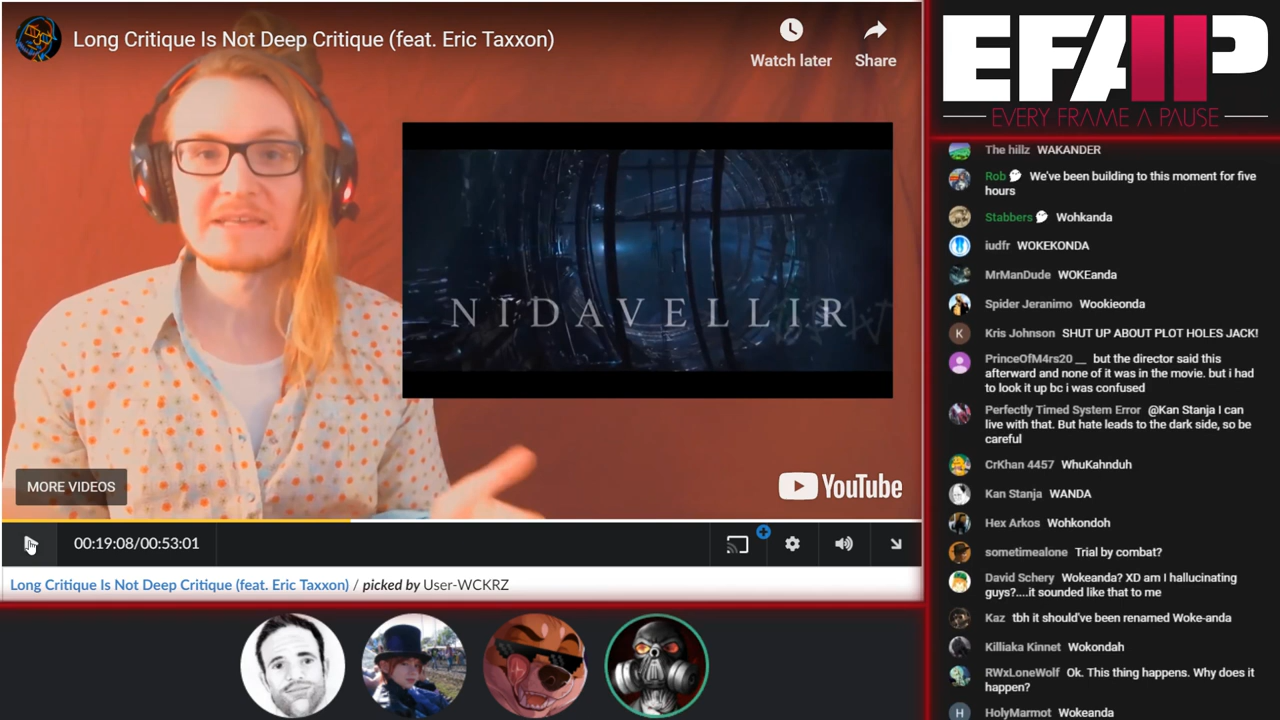 Long Critique Is Not Deep Critique (feat. Eric Taxxon)
Watch later
Share
NIDAVELLIR
MORE VIDEOS
YouTube
00:19:08/00:53:01
Long Critique Is Not Deep Critique (feat. Eric Taxxon) / picked by User-WCKRZ
EFAP
EVERY FRAME A PAUSE
The hillz WAKANDER
Rob We've been building to this moment for five
hours
Stabbers Wohkanda
iudfr WOKEKONDA
MrManDude WOKEanda
Spider Jeranimo Wookieonda
K
Kris Johnson SHUT UP ABOUT PLOT HOLES JACK!
PrinceOfM4rs20 __ but the director said this
afterward and none of it was in the movie. but i had
to look it up bc i was confused
Perfectly Timed System Error @Kan Stanja I can
live with that. But hate leads to the dark side, so be
careful
CrKhan 4457 WhuKahnduh
Kan Stanja WANDA
Hex Arkos Wohkondoh
sometimealone Trial by combat?
David Schery Wokeanda? XD am I hallucinating
guys?....it sounded like that to me
Kaz tbh it should've been renamed Woke-anda
Killiaka Kinnet Wokondah
RWxLoneWolf Ok. This thing happens. Why does it
happen?
H
HolyMarmot Wokeanda